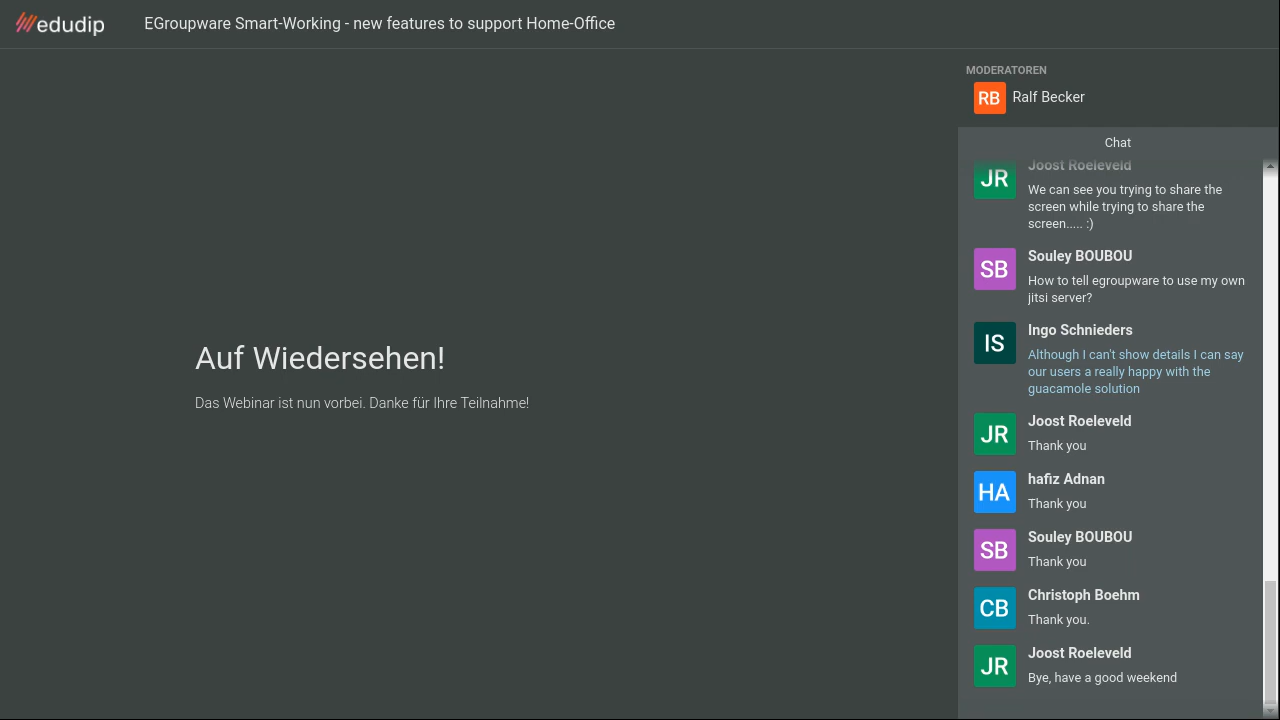 edudip
EGroupware Smart-Working - new features to support Home-Office
Auf Wiedersehen!
Das Webinar ist nun vorbei. Danke für Ihre Teilnahme!
MODERATOREN
RB
Ralf Becker
Chat
JR
Joost Roeleveld
We can see you trying to share the
screen while trying to share the
screen..... :)
SB
Souley BOUBOU
How to tell egroupware to use my own
jitsi server?
IS
Ingo Schnieders
Although I can't show details I can say
our users a really happy with the
guacamole solution
JR
Joost Roeleveld
Thank you
HA
hafiz Adnan
Thank you
SB
Souley BOUBOU
Thank you
CB
Christoph Boehm
Thank you.
JR
Joost Roeleveld
Bye, have a good weekend